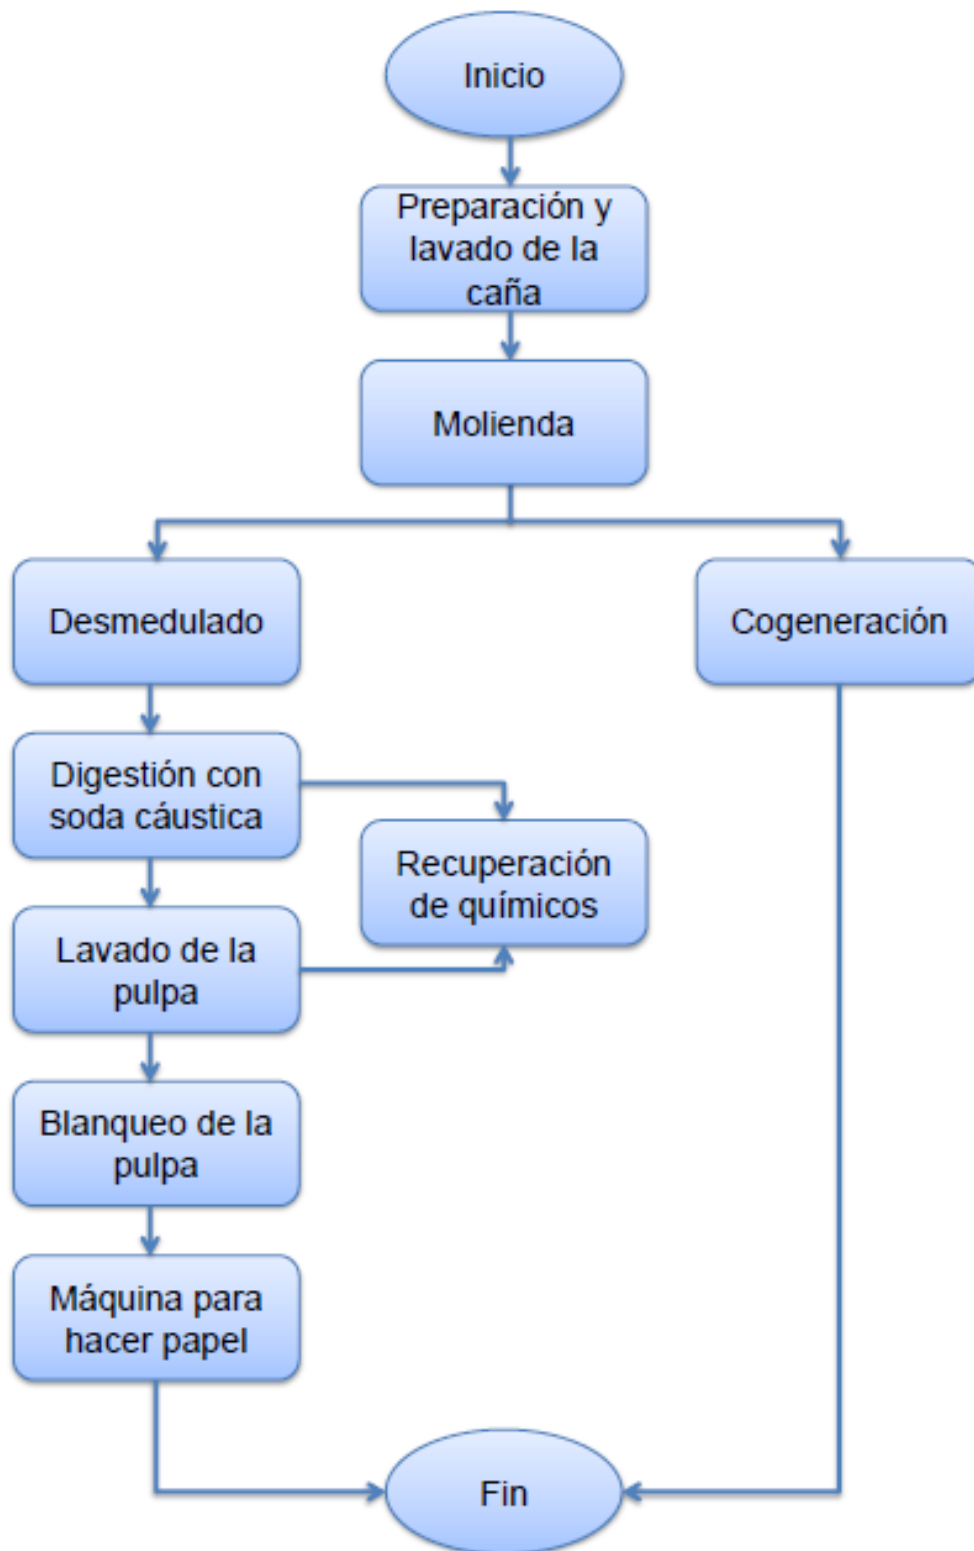 Inicio
Preparación y
lavado de la
caña
Molienda
Desmedulado
Cogeneración
Digestión con
soda cáustica
Recuperación
de químicos
Lavado de la
pulpa
Blanqueo de la
pulpa
Máquina para
hacer papel
Fin